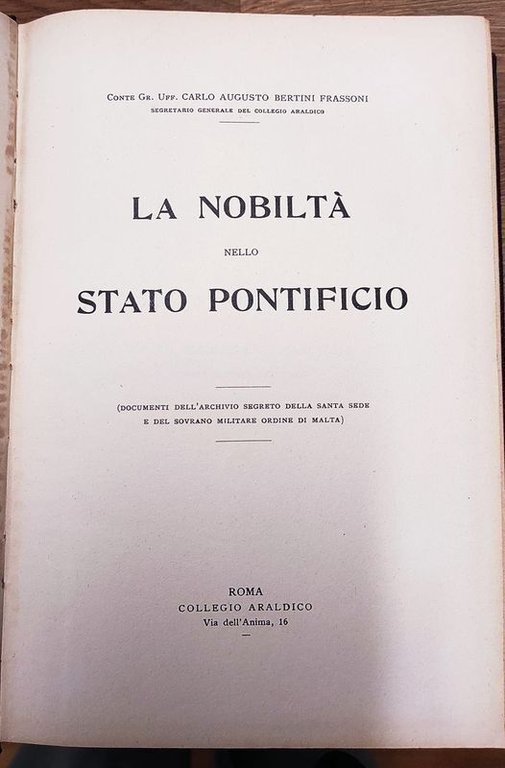 Conte Gr. Uff. CARLO AUGUSTO BERTINI FRASSONI
SEGRETARIO GENERALE DEL COLLEGIO ARALDICO
LA NOBILTÀ
NELLO
STATO PONTIFICIO
(DOCUMENTI DELL'ARCHIVIO SEGRETO DELLA SANTA SEDE
E DEL SOVRANO MILITARE ORDINE DI MALTA)
ROMA
COLLEGIO ARALDICO
Via dell'Anima, 16